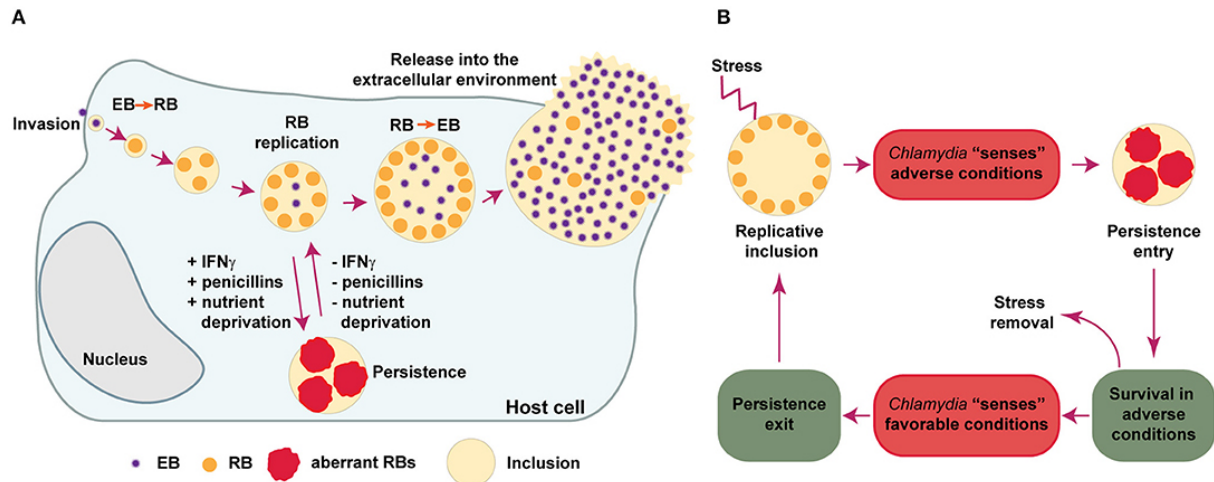 A
Release into the
extracellular environment
EB→RB
Invasion
RB
replication
RB→EB
+ IFNγ
+ penicillins
+ nutrient
deprivation
- IFNγ
- penicillins
- nutrient
deprivation
Nucleus
Persistence
Host cell
EB
RB
aberrant RBs
Inclusion
B
Stress
Replicative
inclusion
Chlamydia “senses”
adverse conditions
Persistence
entry
Stress
removal
Survival in
adverse
conditions
Chlamydia “senses”
favorable conditions
Persistence
exit